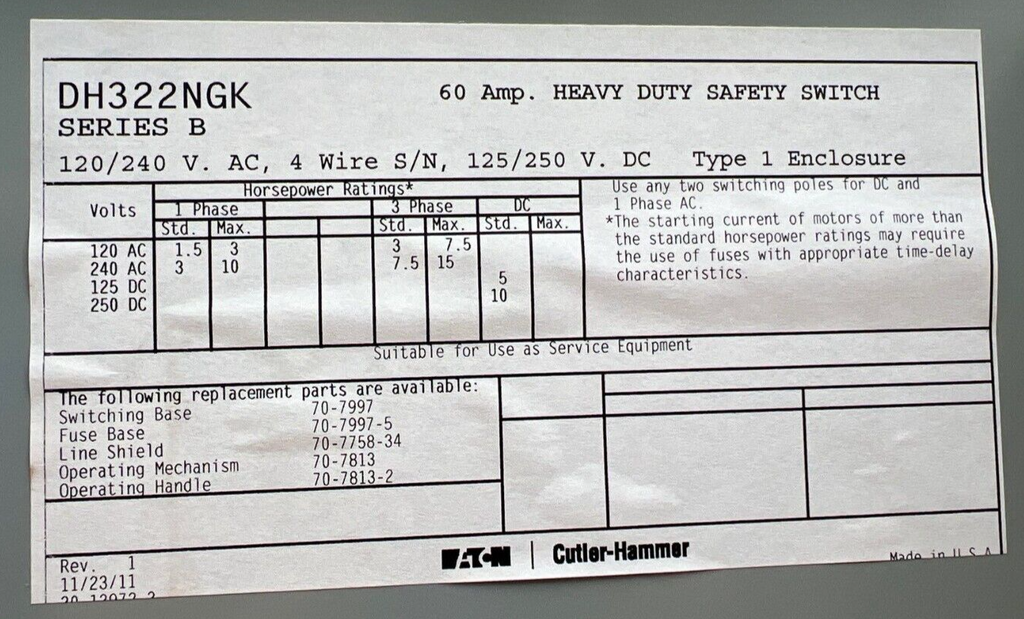 DH322NGK
60 Amp. HEAVY DUTY SAFETY SWITCH
SERIES B
120/240 V. AC, 4 Wire S/N, 125/250 V. DC Type 1 Enclosure
Volts
Horsepower Ratings*
1 Phase 3 Phase DC
Std. Max. Std. Max. Std. Max.
120 AC 1.5 3 3 7.5
240 AC 3 10 7.5 15
125 DC 5
250 DC 10
Use any two switching poles for DC and
1 Phase AC.
*The starting current of motors of more than
the standard horsepower ratings may require
the use of fuses with appropriate time-delay
characteristics.
Suitable for Use as Service Equipment
The following replacement parts are available:
Switching Base 70-7997
Fuse Base 70-7997-5
Line Shield 70-7758-34
Operating Mechanism 70-7813
Operating Handle 70-7813-2
Rev. 1
11/23/11
EATON | Cutler-Hammer
Made in U.S.A